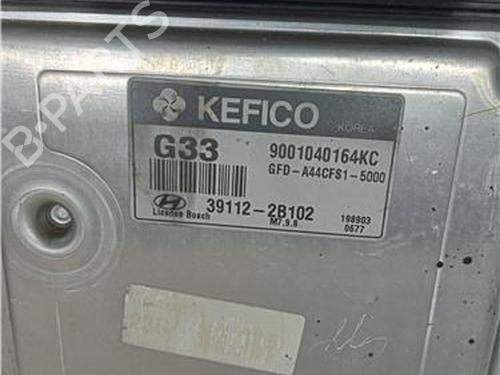 B-PARTS
KEFICO
KOREA
G33
9001040164KC
GFD-A44CFS1-5000
39112-2B102
License Bosch
M7.9.8
198903
0677